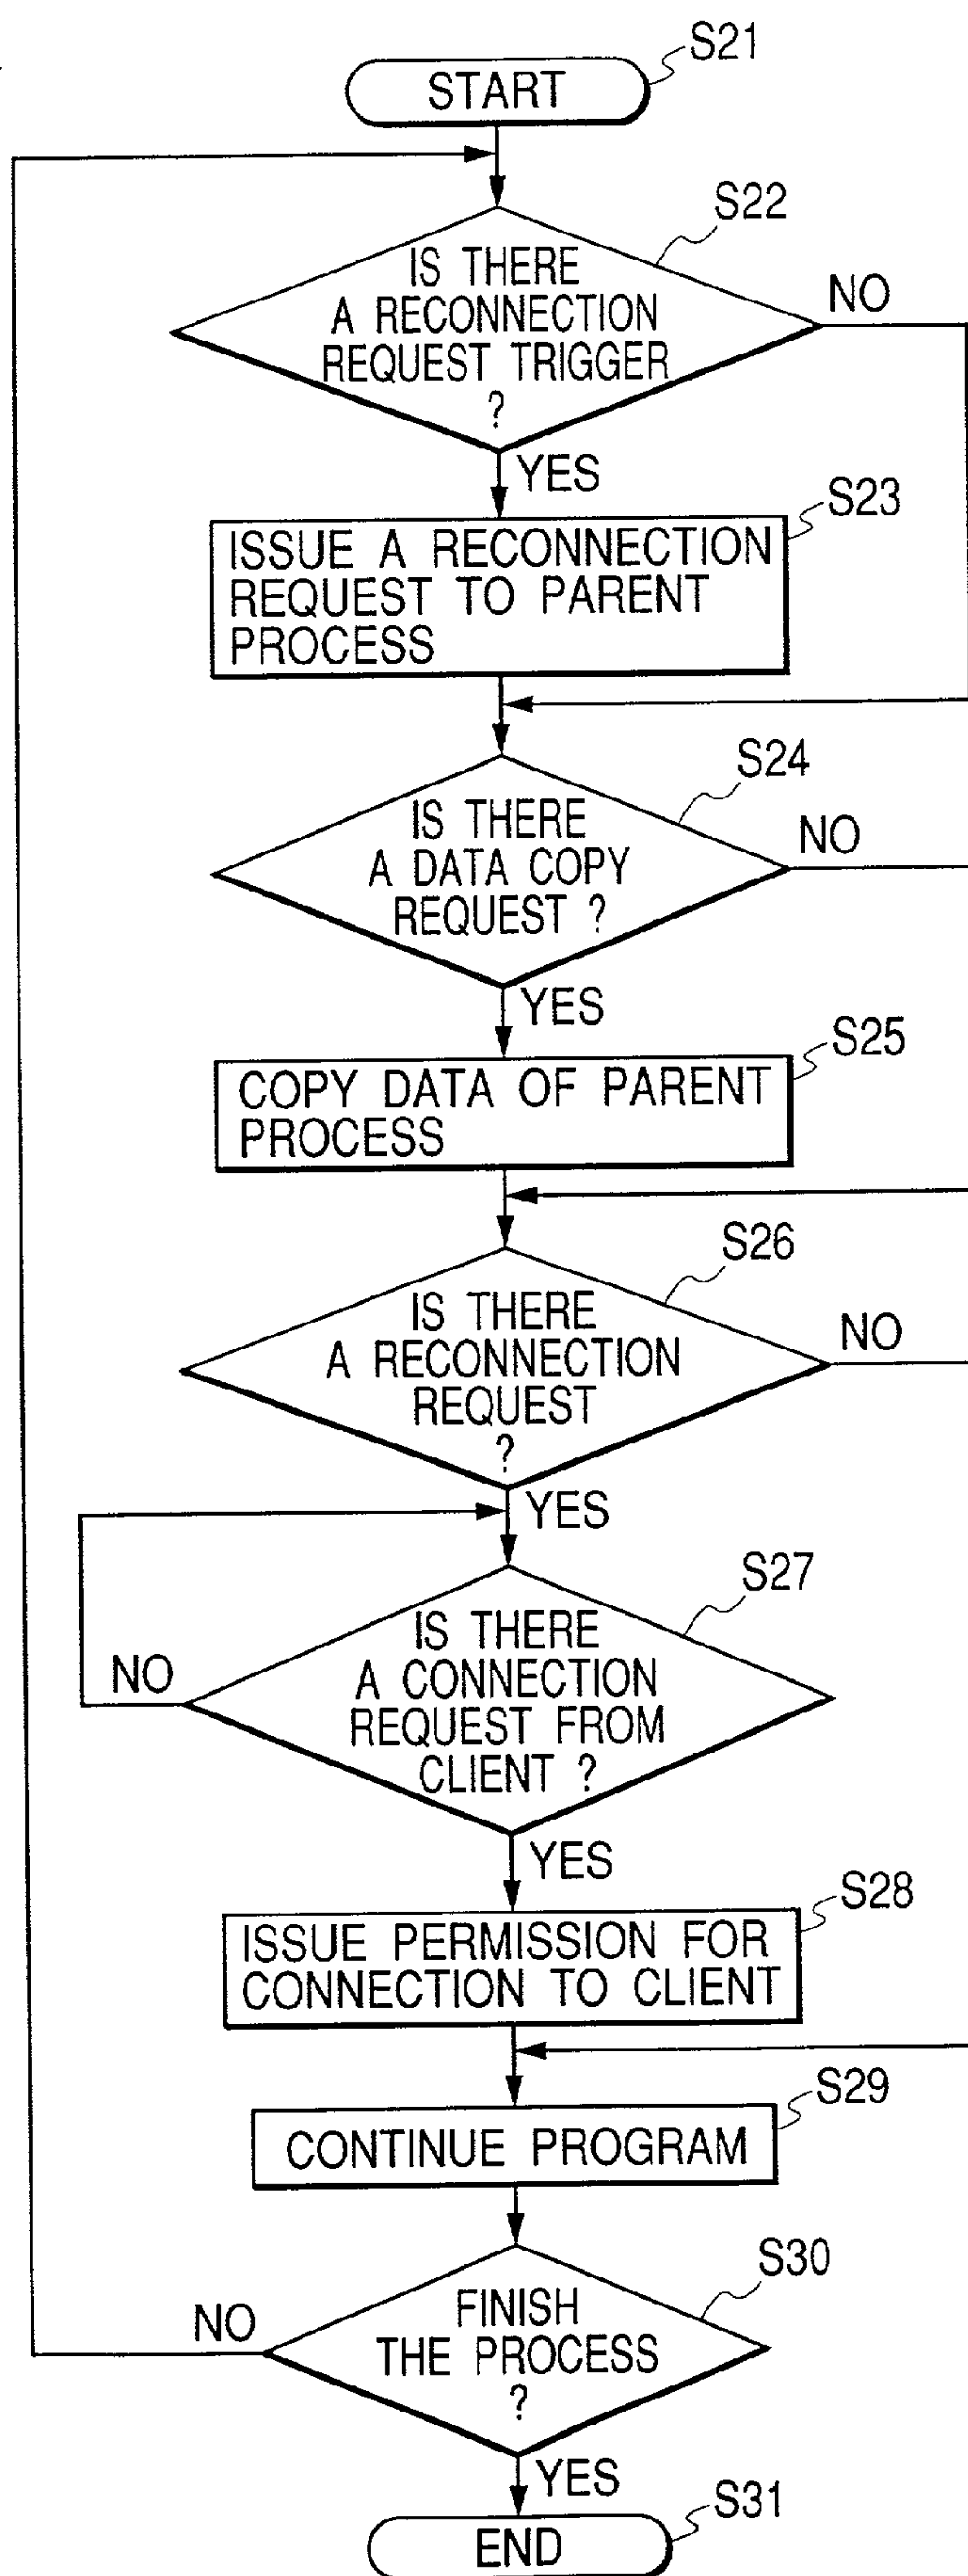 S21
START
S22
IS THERE
A RECONNECTION
REQUEST TRIGGER
?
NO
YES
S23
ISSUE A RECONNECTION
REQUEST TO PARENT
PROCESS
S24
IS THERE
A DATA COPY
REQUEST ?
NO
YES
S25
COPY DATA OF PARENT
PROCESS
S26
IS THERE
A RECONNECTION
REQUEST
?
NO
YES
S27
IS THERE
A CONNECTION
REQUEST FROM
CLIENT ?
NO
YES
S28
ISSUE PERMISSION FOR
CONNECTION TO CLIENT
S29
CONTINUE PROGRAM
S30
FINISH
THE PROCESS
?
NO
YES
S31
END